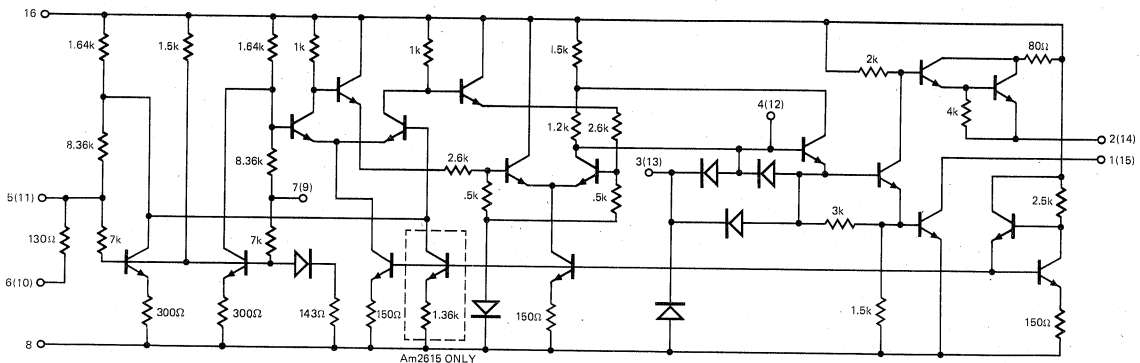 16
1.64k
1.5k
1.64k
1k
1k
1.5k
2k
80Ω
4(12)
1.2k
2.6k
4k
2(14)
8.36k
8.36k
2.6k
3(13)
1(15)
5(11)
7(9)
.5k
.5k
2.5k
130Ω
7k
7k
3k
6(10)
300Ω
300Ω
143Ω
150Ω
1.36k
150Ω
1.5k
150Ω
8
Am2615 ONLY